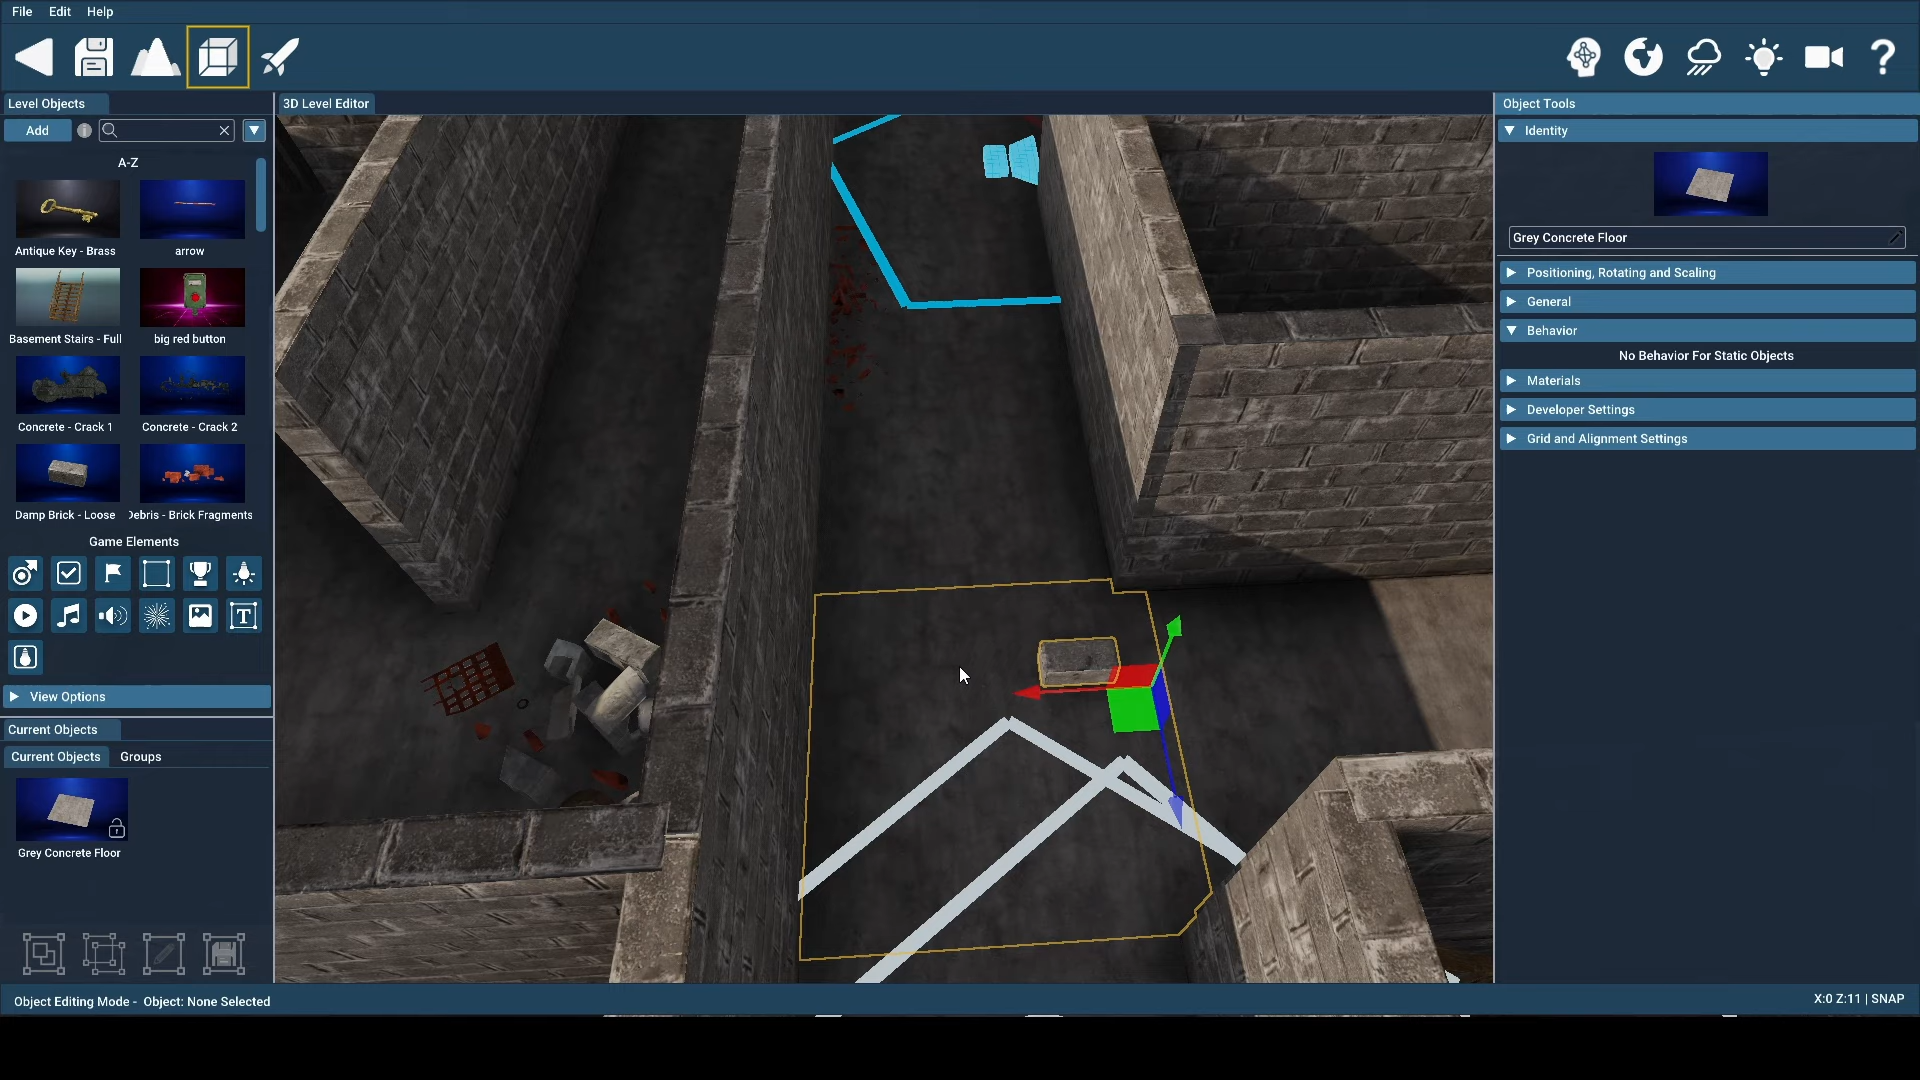 File Edit Help
Level Objects
3D Level Editor
Object Tools
Add
Identity
A-Z
Antique Key - Brass
arrow
Grey Concrete Floor
Positioning, Rotating and Scaling
General
Basement Stairs - Full
big red button
Behavior
No Behavior For Static Objects
Materials
Developer Settings
Concrete - Crack 1
Concrete - Crack 2
Grid and Alignment Settings
Damp Brick - Loose
Debris - Brick Fragments
Game Elements
View Options
Current Objects
Current Objects
Groups
Grey Concrete Floor
Object Editing Mode - Object: None Selected
X:0 Z:11 | SNAP